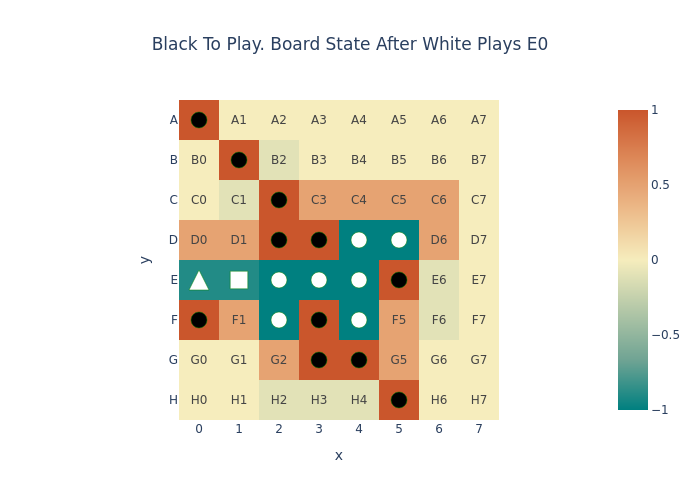 Black To Play. Board State After White Plays E0
A A1 A2 A3 A4 A5 A6 A7
B B0 B2 B3 B4 B5 B6 B7
C C0 C1 C3 C4 C5 C6 C7
D D0 D1 D6 D7
E E6 E7
F F1 F5 F6 F7
G G0 G1 G2 G5 G6 G7
H H0 H1 H2 H3 H4 H6 H7
0 1 2 3 4 5 6 7
x
y
1
0.5
0
−0.5
−1